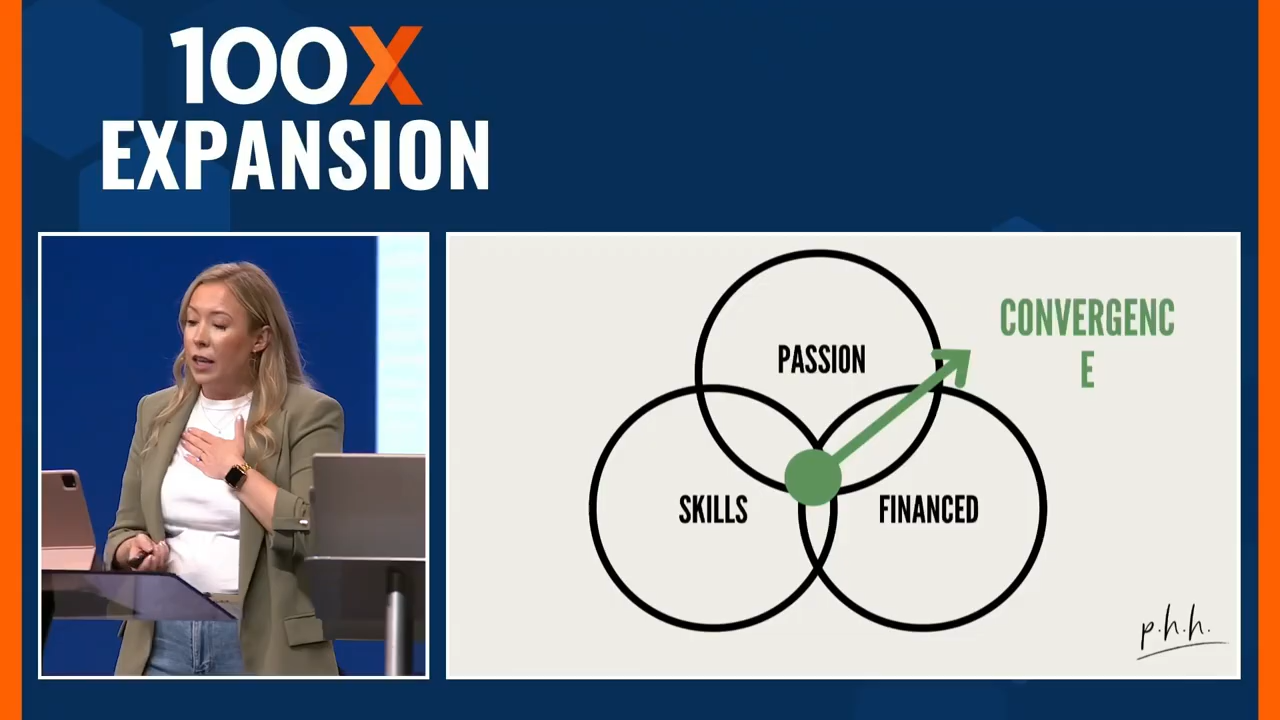 100X
EXPANSION
PASSION
CONVERGENC
E
SKILLS
FINANCED
p.h.h.